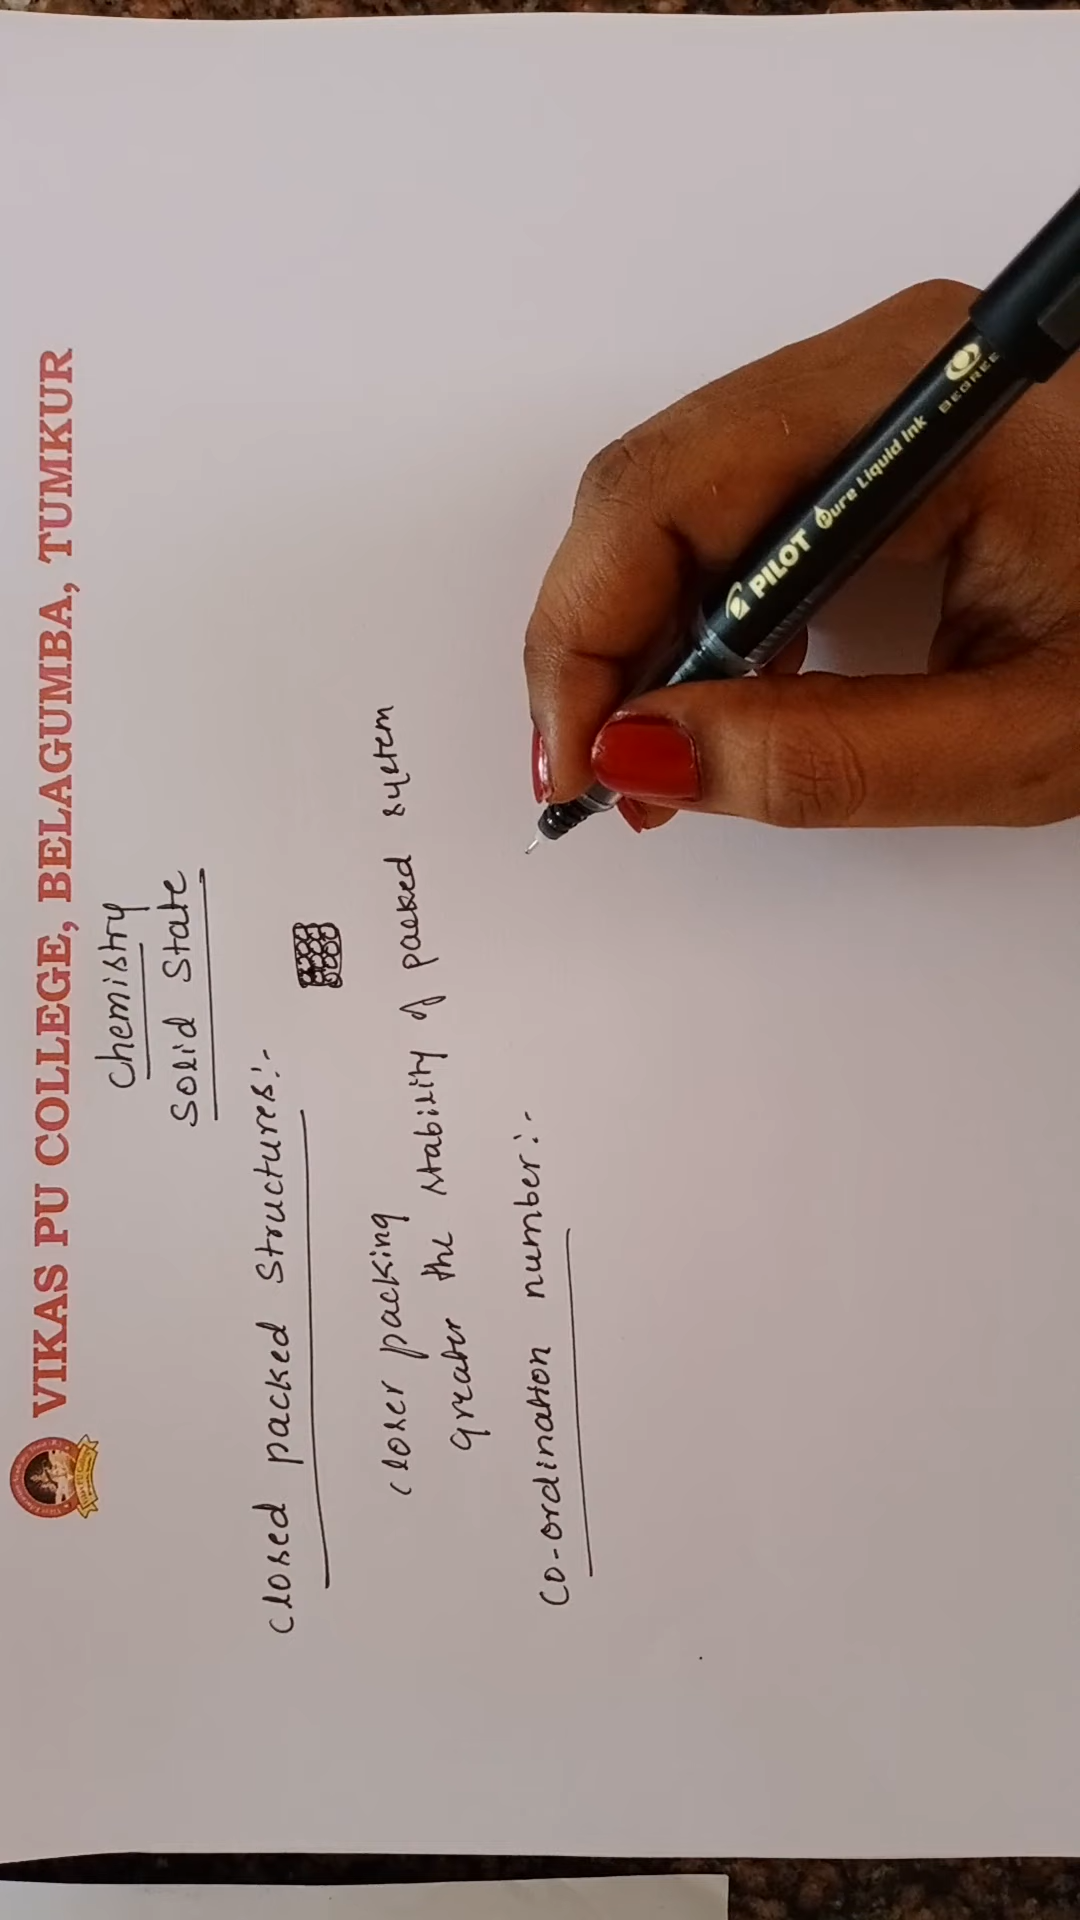 VIKAS PU COLLEGE, BELAGUMBA, TUMKUR
Chemistry
Solid State
Closed packed Structures:-
Closer packing
greater the stability of packed system
Co-ordination number:-
PILOT Pure Liquid Ink BEGREE